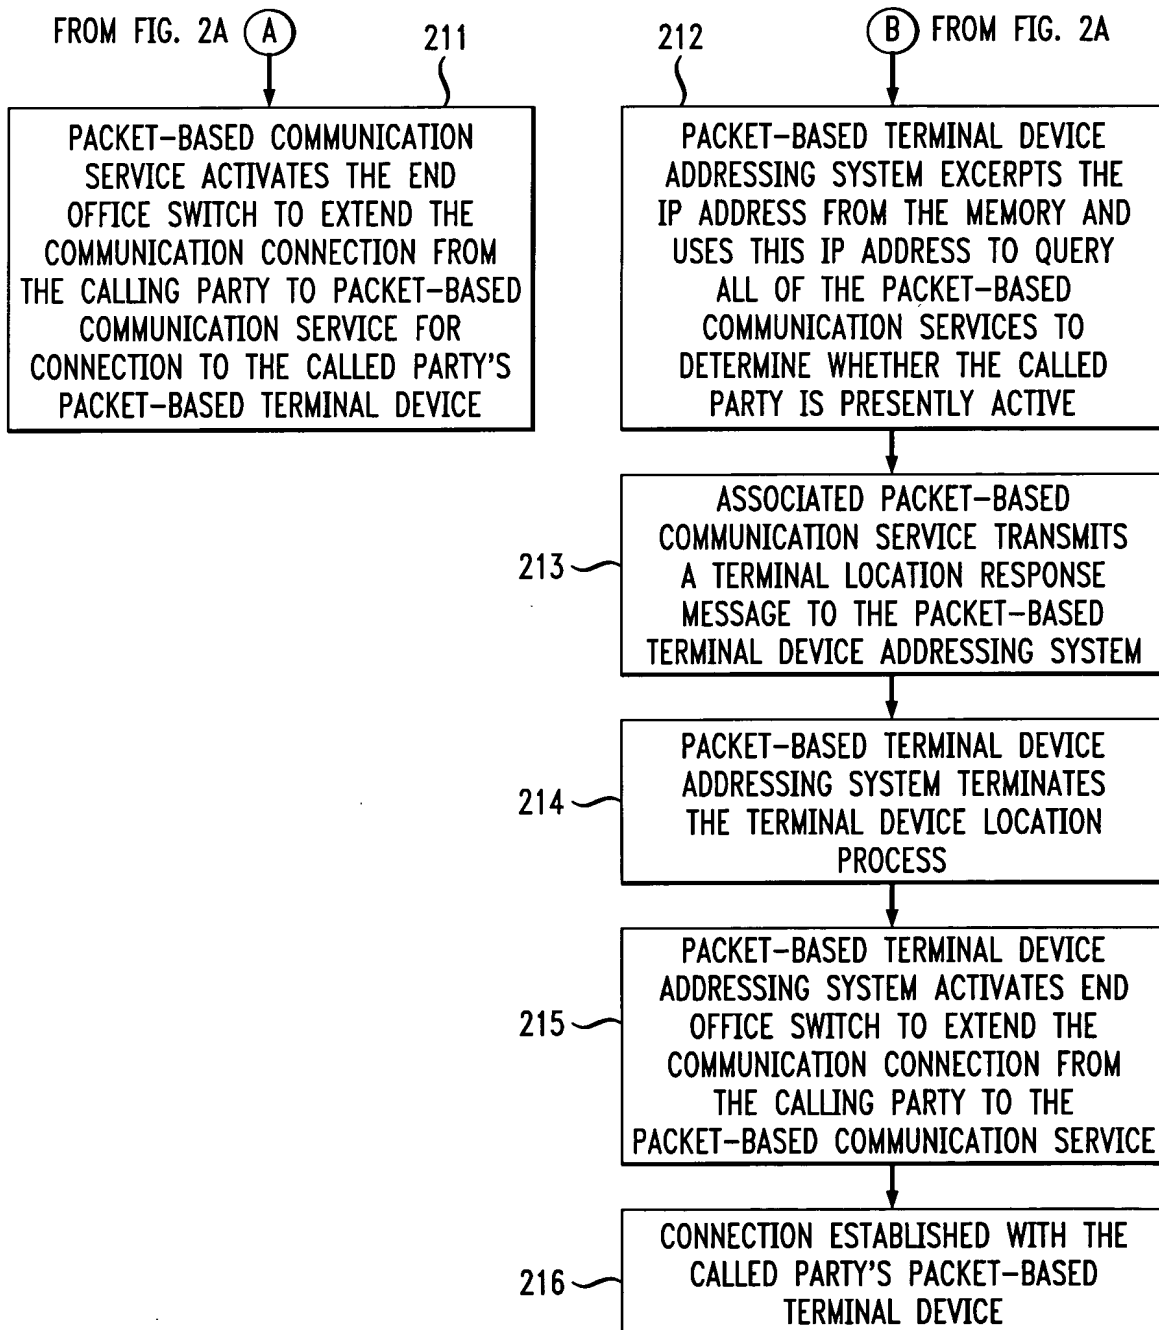 FROM FIG. 2A A
211
PACKET-BASED COMMUNICATION
SERVICE ACTIVATES THE END
OFFICE SWITCH TO EXTEND THE
COMMUNICATION CONNECTION FROM
THE CALLING PARTY TO PACKET-BASED
COMMUNICATION SERVICE FOR
CONNECTION TO THE CALLED PARTY'S
PACKET-BASED TERMINAL DEVICE
B FROM FIG. 2A
212
PACKET-BASED TERMINAL DEVICE
ADDRESSING SYSTEM EXCERPTS THE
IP ADDRESS FROM THE MEMORY AND
USES THIS IP ADDRESS TO QUERY
ALL OF THE PACKET-BASED
COMMUNICATION SERVICES TO
DETERMINE WHETHER THE CALLED
PARTY IS PRESENTLY ACTIVE
213
ASSOCIATED PACKET-BASED
COMMUNICATION SERVICE TRANSMITS
A TERMINAL LOCATION RESPONSE
MESSAGE TO THE PACKET-BASED
TERMINAL DEVICE ADDRESSING SYSTEM
214
PACKET-BASED TERMINAL DEVICE
ADDRESSING SYSTEM TERMINATES
THE TERMINAL DEVICE LOCATION
PROCESS
215
PACKET-BASED TERMINAL DEVICE
ADDRESSING SYSTEM ACTIVATES END
OFFICE SWITCH TO EXTEND THE
COMMUNICATION CONNECTION FROM
THE CALLING PARTY TO THE
PACKET-BASED COMMUNICATION SERVICE
216
CONNECTION ESTABLISHED WITH THE
CALLED PARTY'S PACKET-BASED
TERMINAL DEVICE